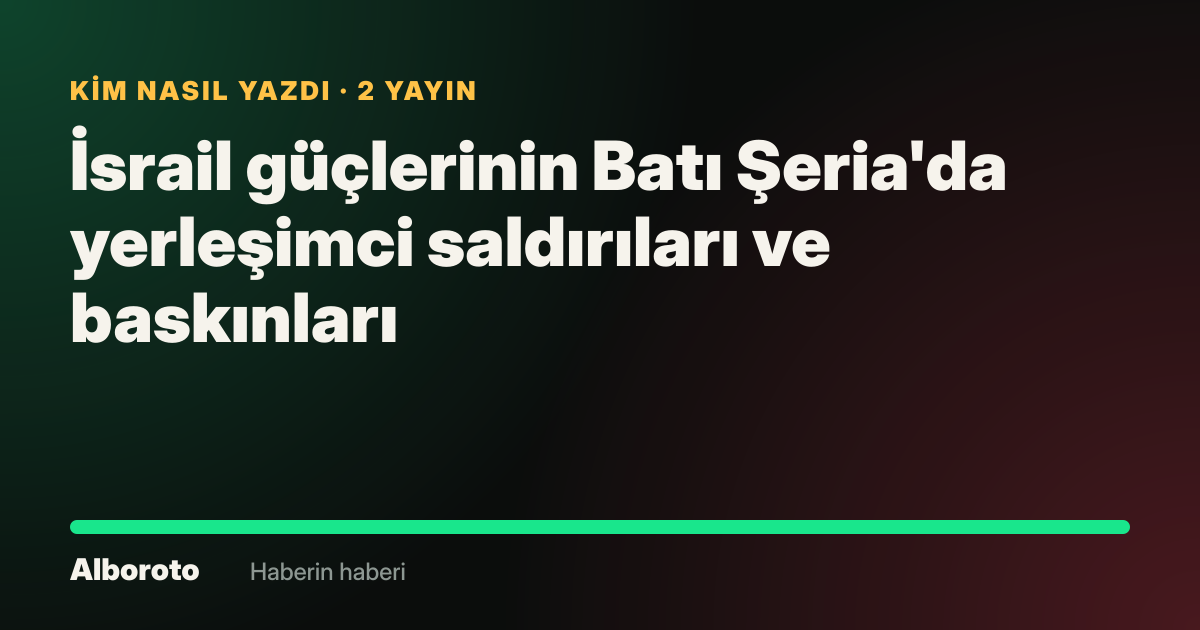 KİM NASIL YAZDI · 2 YAYIN
İsrail güçlerinin Batı Şeria'da
yerleşimci saldırıları ve
baskınları
Alboroto
Haberin haberi